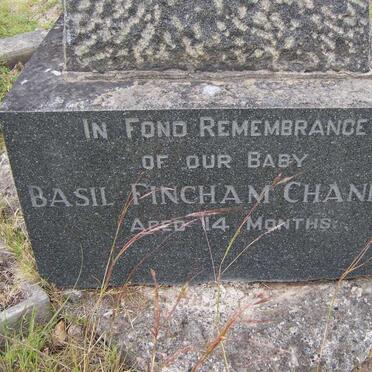 IN FOND REMEMBRANCE
OF OUR BABY
BASIL FINCHAM
AGED 14 MONTHS.